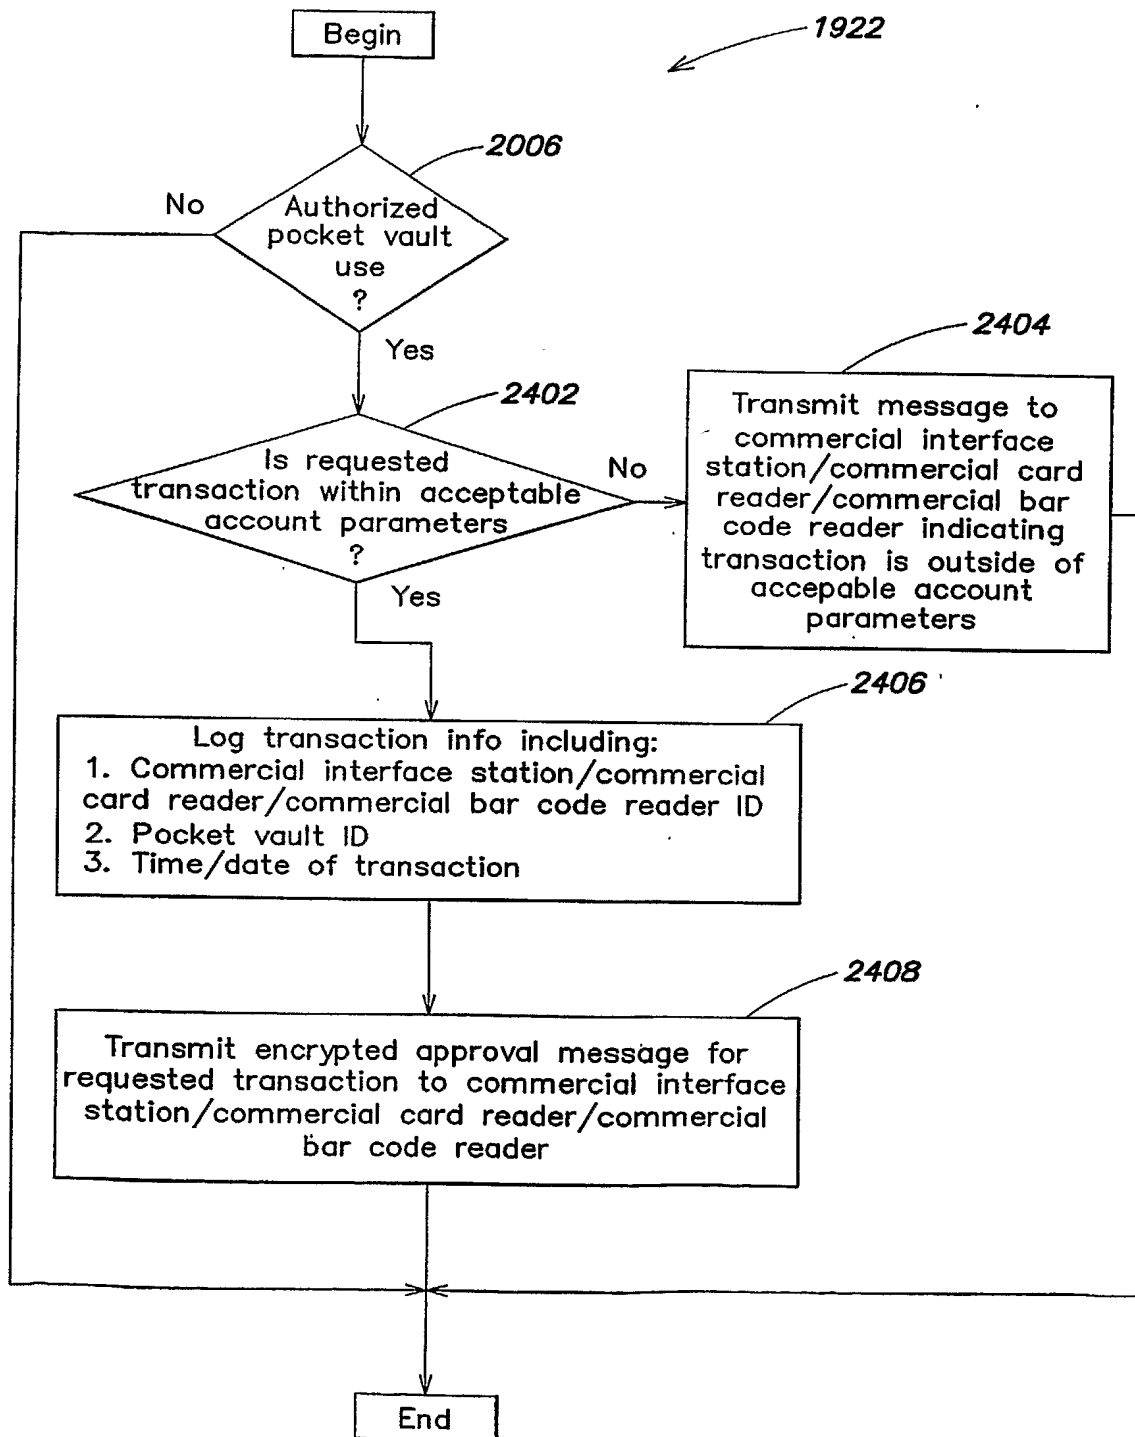 Begin
1922
2006
No
Authorized
pocket vault
use
?
Yes
2402
Is requested
transaction within acceptable
account parameters
?
No
Yes
2404
Transmit message to
commercial interface
station/commercial card
reader/commercial bar
code reader indicating
transaction is outside of
accepable account
parameters
2406
Log transaction info including:
1. Commercial interface station/commercial
card reader/commercial bar code reader ID
2. Pocket vault ID
3. Time/date of transaction
2408
Transmit encrypted approval message for
requested transaction to commercial interface
station/commercial card reader/commercial
bar code reader
End